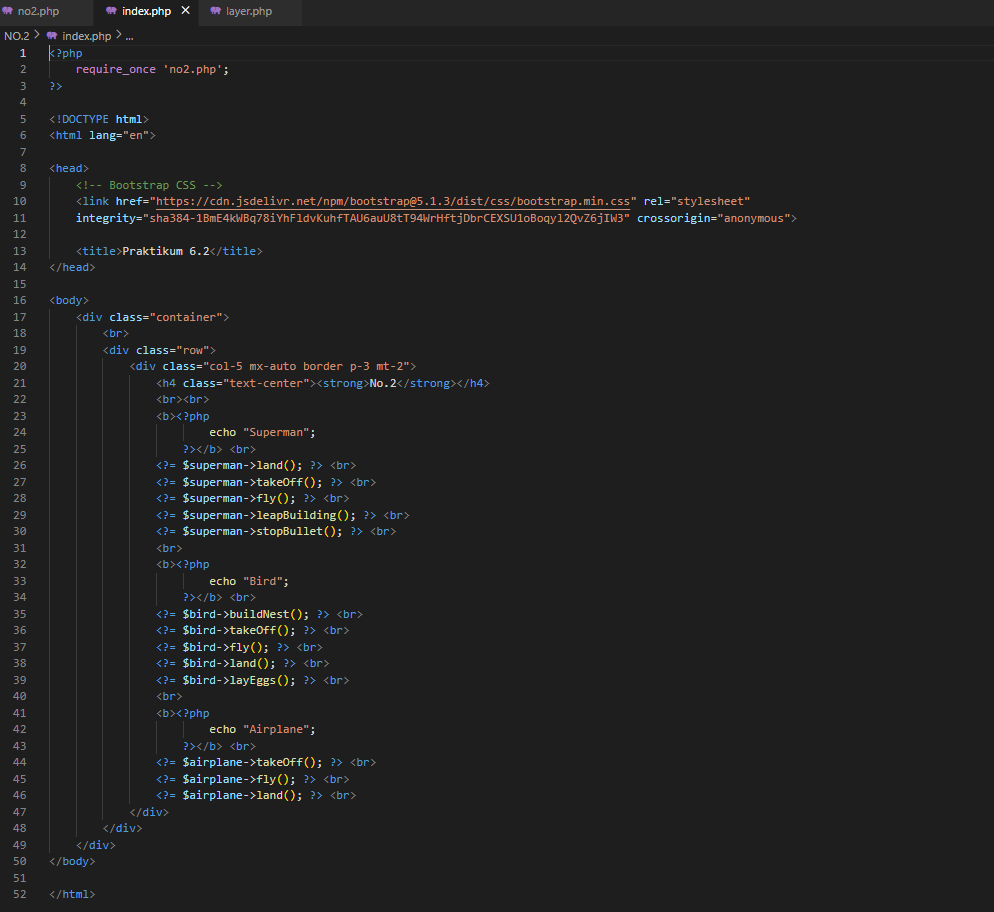 no2.php index.php × layer.php
NO.2 > index.php > ...
1 <?php
2 require_once 'no2.php';
3 ?>
4
5 <!DOCTYPE html>
6 <html lang="en">
7
8 <head>
9 <!-- Bootstrap CSS -->
10 <link href="https://cdn.jsdelivr.net/npm/bootstrap@5.1.3/dist/css/bootstrap.min.css" rel="stylesheet"
11 integrity="sha384-1BmE4kWBq78iYhFldvKuhfTAU6auU8tT94WrHftjDbrCEXSU1oBoqyl2QvZ6jIW3" crossorigin="anonymous">
12
13 <title>Praktikum 6.2</title>
14 </head>
15
16 <body>
17 <div class="container">
18 <br>
19 <div class="row">
20 <div class="col-5 mx-auto border p-3 mt-2">
21 <h4 class="text-center"><strong>No.2</strong></h4>
22 <br><br>
23 <b><?php
24 echo "Superman";
25 ?></b> <br>
26 <?= $superman->land(); ?> <br>
27 <?= $superman->takeOff(); ?> <br>
28 <?= $superman->fly(); ?> <br>
29 <?= $superman->leapBuilding(); ?> <br>
30 <?= $superman->stopBullet(); ?> <br>
31 <br>
32 <b><?php
33 echo "Bird";
34 ?></b> <br>
35 <?= $bird->buildNest(); ?> <br>
36 <?= $bird->takeOff(); ?> <br>
37 <?= $bird->fly(); ?> <br>
38 <?= $bird->land(); ?> <br>
39 <?= $bird->layEggs(); ?> <br>
40 <br>
41 <b><?php
42 echo "Airplane";
43 ?></b> <br>
44 <?= $airplane->takeOff(); ?> <br>
45 <?= $airplane->fly(); ?> <br>
46 <?= $airplane->land(); ?> <br>
47 </div>
48 </div>
49 </div>
50 </body>
51
52 </html>